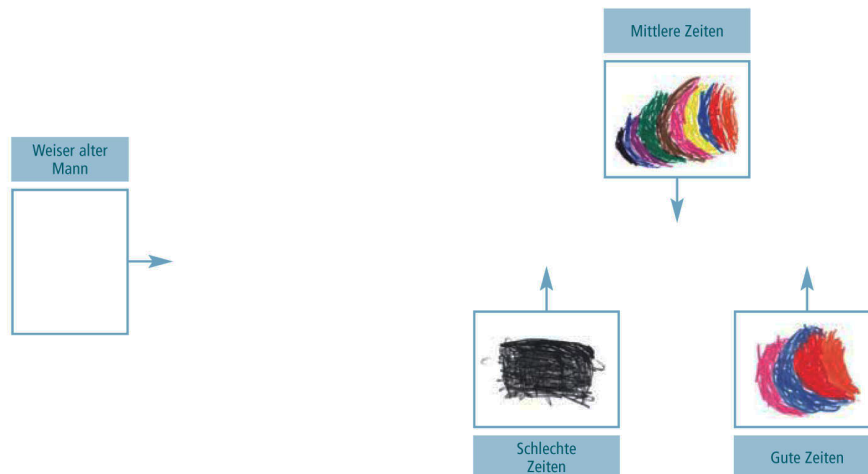 Mittlere Zeiten
Weiser alter
Mann
Schlechte
Zeiten
Gute Zeiten